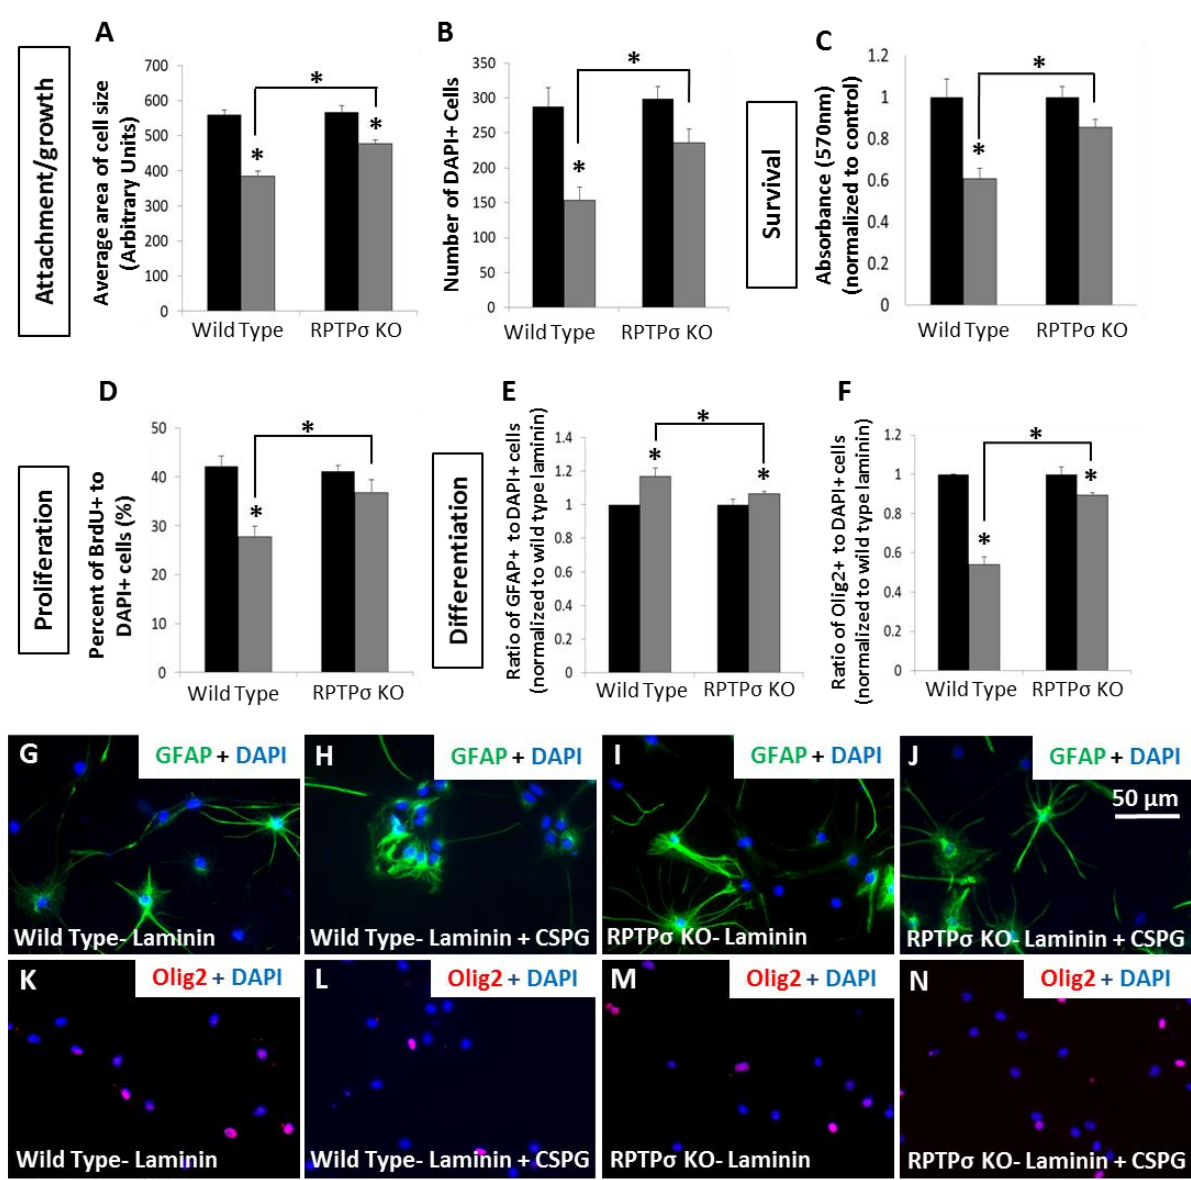 A
Attachment/growth
Average area of cell size
(Arbitrary Units)
700
600
500
400
300
200
100
0
*
*
*
Wild Type
RPTPσ KO
B
Number of DAPI+ Cells
350
300
250
200
150
100
50
0
*
*
Wild Type
RPTPσ KO
C
Survival
Absorbance (570nm)
(normalized to control)
1.2
1
0.8
0.6
0.4
0.2
0
*
*
Wild Type
RPTPσ KO
D
Proliferation
Percent of BrdU+ to
DAPI+ cells (%)
50
40
30
20
10
0
*
*
Wild Type
RPTPσ KO
E
Differentiation
Ratio of GFAP+ to DAPI+ cells
(normalized to wild type laminin)
1.4
1.2
1
0.8
0.6
0.4
0.2
0
*
*
*
Wild Type
RPTPσ KO
F
Ratio of Olig2+ to DAPI+ cells
(normalized to wild type laminin)
1.2
1
0.8
0.6
0.4
0.2
0
*
*
*
Wild Type
RPTPσ KO
G
GFAP + DAPI
Wild Type- Laminin
H
GFAP + DAPI
Wild Type- Laminin + CSPG
I
GFAP + DAPI
RPTPσ KO- Laminin
J
GFAP + DAPI
50 µm
RPTPσ KO- Laminin + CSPG
K
Olig2 + DAPI
Wild Type- Laminin
L
Olig2 + DAPI
Wild Type- Laminin + CSPG
M
Olig2 + DAPI
RPTPσ KO- Laminin
N
Olig2 + DAPI
RPTPσ KO- Laminin + CSPG